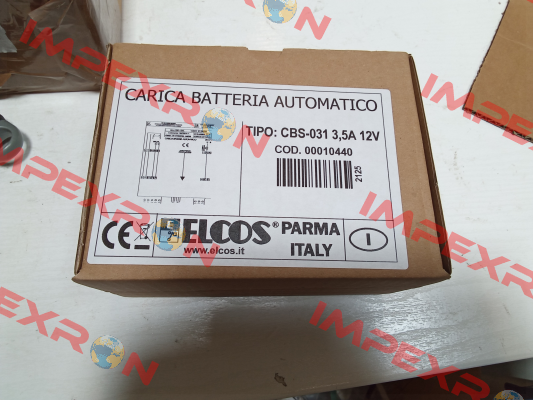 CARICA BATTERIA AUTOMATICO
TIPO: CBS-031 3,5A 12V
COD. 00010440
2125
CE
ELCOS® PARMA
www.elcos.it
ITALY
I
IMPEXRON
IMPEXRON
IMPEXRON
IMPEXRON
IMPEXRON